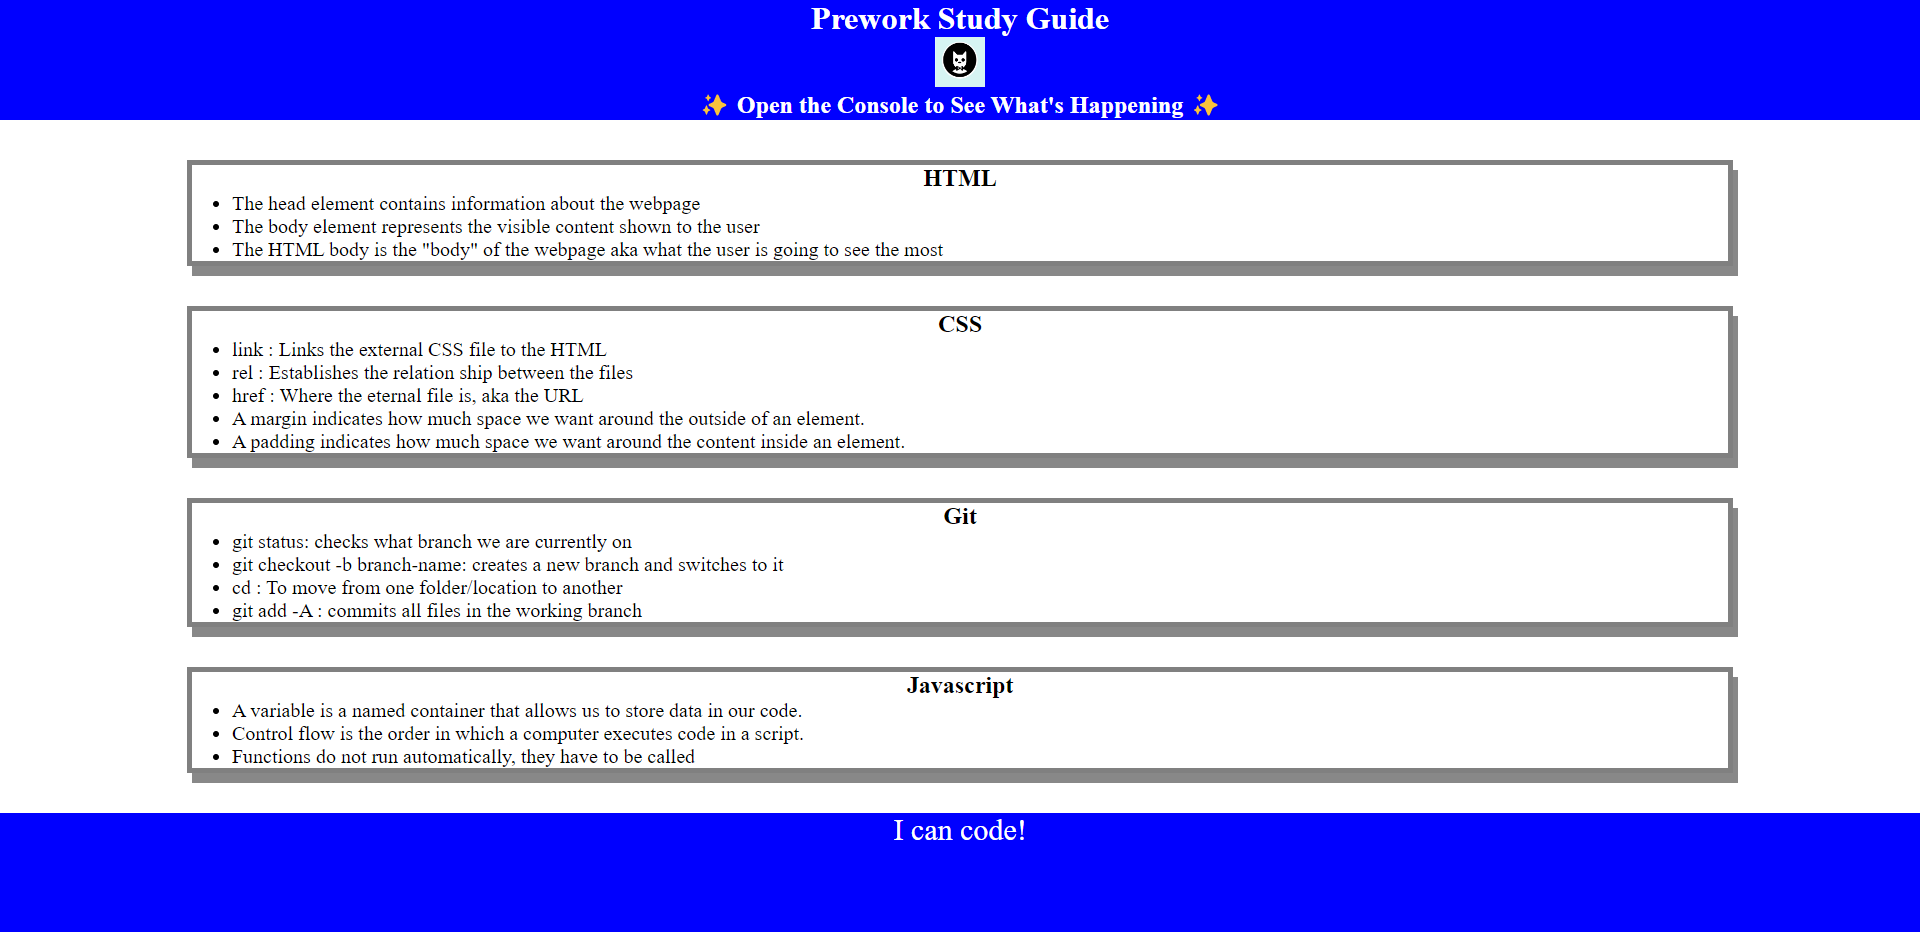 Prework Study Guide
✨ Open the Console to See What's Happening ✨
HTML
• The head element contains information about the webpage
• The body element represents the visible content shown to the user
• The HTML body is the "body" of the webpage aka what the user is going to see the most
CSS
• link : Links the external CSS file to the HTML
• rel : Establishes the relation ship between the files
• href : Where the eternal file is, aka the URL
• A margin indicates how much space we want around the outside of an element.
• A padding indicates how much space we want around the content inside an element.
Git
• git status: checks what branch we are currently on
• git checkout -b branch-name: creates a new branch and switches to it
• cd : To move from one folder/location to another
• git add -A : commits all files in the working branch
Javascript
• A variable is a named container that allows us to store data in our code.
• Control flow is the order in which a computer executes code in a script.
• Functions do not run automatically, they have to be called
I can code!